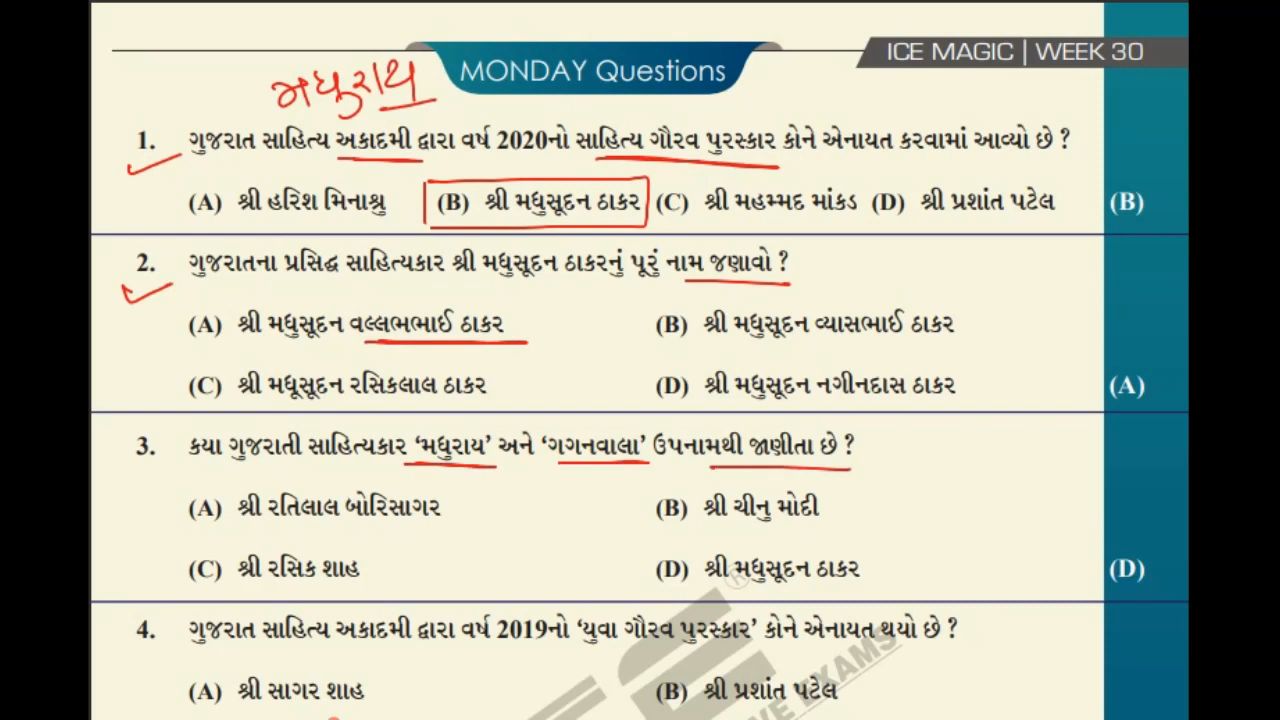 ICE MAGIC | WEEK 30
MONDAY Questions
મધુરાય
1. ગુજરાત સાહિત્ય અકાદમી દ્વારા વર્ષ 2020નો સાહિત્ય ગૌરવ પુરસ્કાર કોને એનાયત કરવામાં આવ્યો છે ?
(A) શ્રી હરિશ મિનાશ્રુ (B) શ્રી મધુસૂદન ઠાકર (C) શ્રી મહમ્મદ માંકડ (D) શ્રી પ્રશાંત પટેલ (B)
2. ગુજરાતના પ્રસિદ્ધ સાહિત્યકાર શ્રી મધુસૂદન ઠાકરનું પૂરું નામ જણાવો ?
(A) શ્રી મધુસૂદન વલ્લભભાઈ ઠાકર (B) શ્રી મધુસૂદન વ્યાસભાઈ ઠાકર
(C) શ્રી મધૂસૂદન રસિકલાલ ઠાકર (D) શ્રી મધુસૂદન નગીનદાસ ઠાકર (A)
3. કયા ગુજરાતી સાહિત્યકાર ‘મધુરાય’ અને ‘ગગનવાલા’ ઉપનામથી જાણીતા છે ?
(A) શ્રી રતિલાલ બોરિસાગર (B) શ્રી ચીનુ મોદી
(C) શ્રી રસિક શાહ (D) શ્રી મધુસૂદન ઠાકર (D)
4. ગુજરાત સાહિત્ય અકાદમી દ્વારા વર્ષ 2019નો ‘યુવા ગૌરવ પુરસ્કાર’ કોને એનાયત થયો છે ?
(A) શ્રી સાગર શાહ (B) શ્રી પ્રશાંત પટેલ
EXAMS